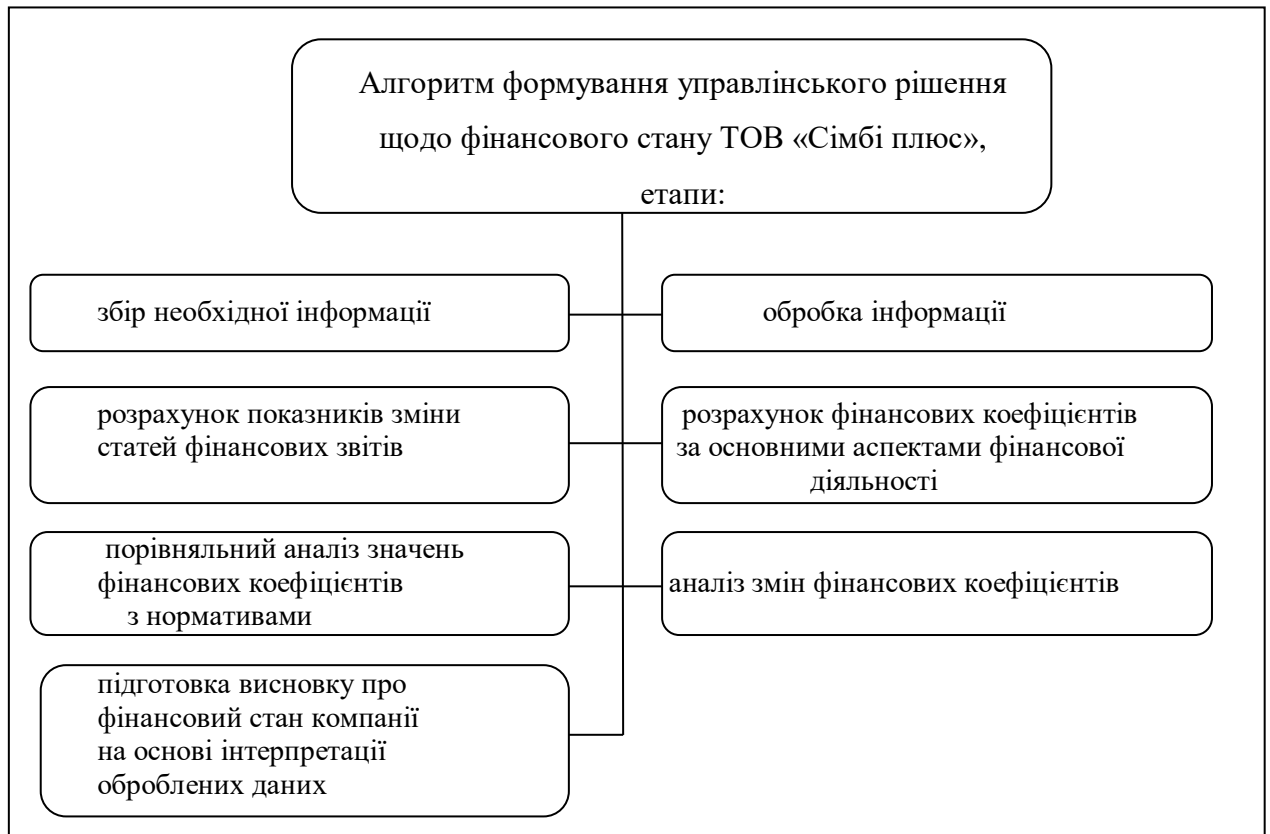 Алгоритм формування управлінського рішення
щодо фінансового стану ТОВ «Сімбі плюс»,
етапи:
збір необхідної інформації
обробка інформації
розрахунок показників зміни
статей фінансових звітів
розрахунок фінансових коефіцієнтів
за основними аспектами фінансової
діяльності
порівняльний аналіз значень
фінансових коефіцієнтів
з нормативами
аналіз змін фінансових коефіцієнтів
підготовка висновку про
фінансовий стан компанії
на основі інтерпретації
оброблених даних